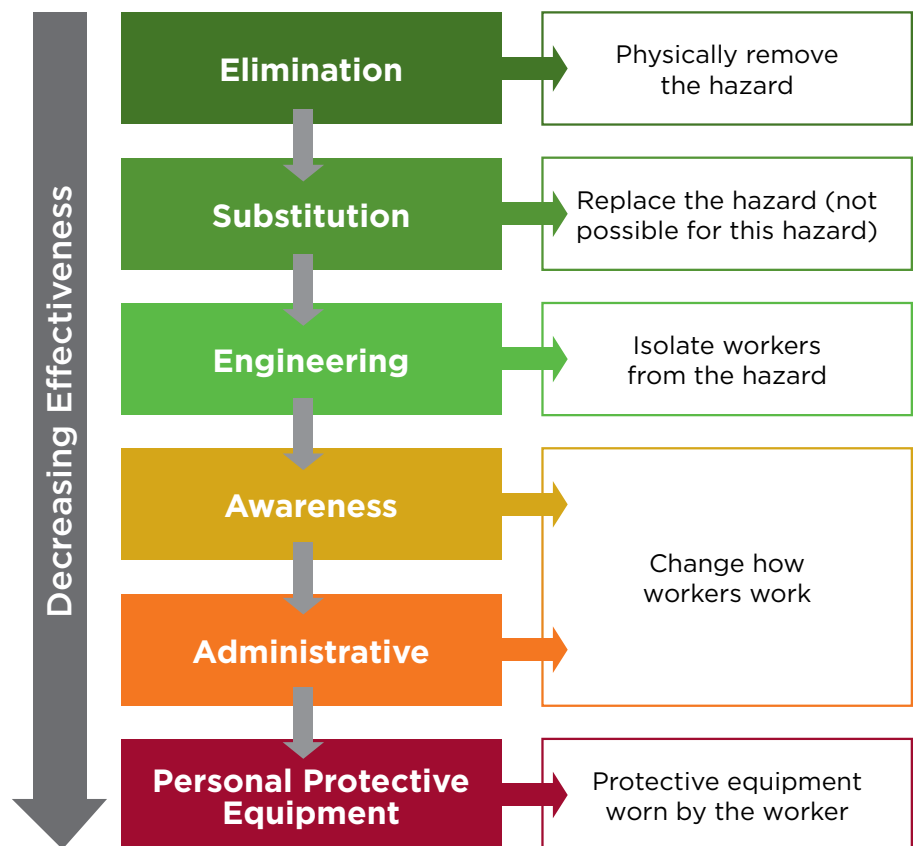 Decreasing Effectiveness
Elimination
Physically remove
the hazard
Substitution
Replace the hazard (not
possible for this hazard)
Engineering
Isolate workers
from the hazard
Awareness
Change how
workers work
Administrative
Personal Protective
Equipment
Protective equipment
worn by the worker